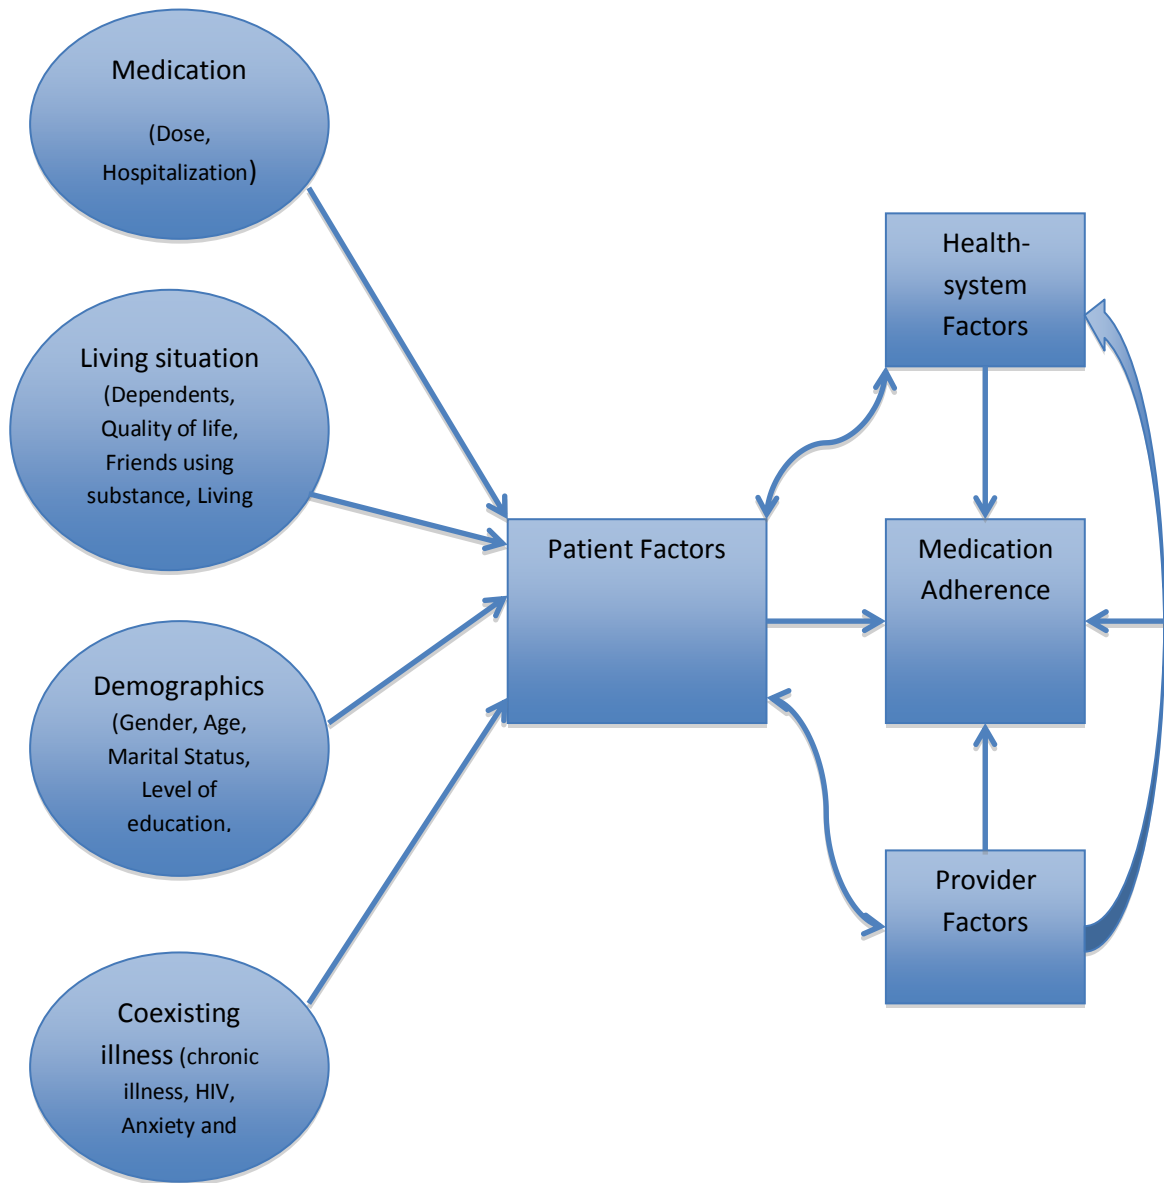 Medication
(Dose,
Hospitalization)
Living situation
(Dependents,
Quality of life,
Friends using
substance, Living
Demographics
(Gender, Age,
Marital Status,
Level of
education,
Coexisting
illness (chronic
illness, HIV,
Anxiety and
Patient Factors
Health-
system
Factors
Medication
Adherence
Provider
Factors